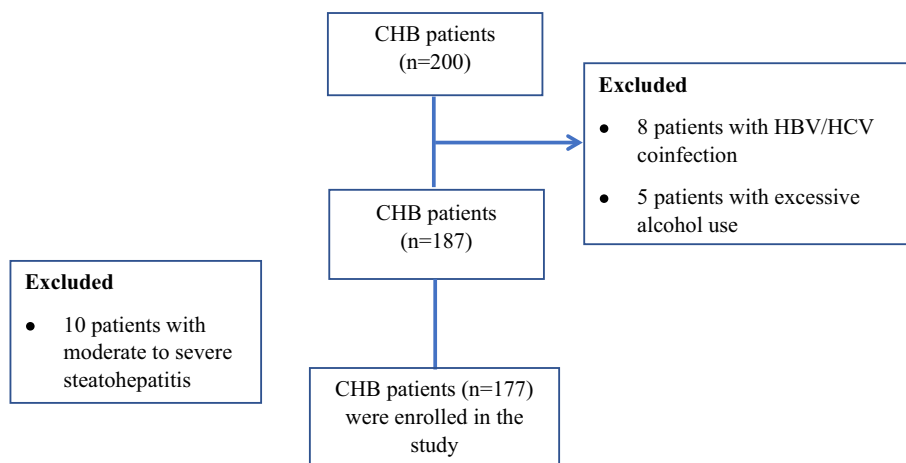 CHB patients
(n=200)
Excluded
● 8 patients with HBV/HCV
coinfection
● 5 patients with excessive
alcohol use
CHB patients
(n=187)
Excluded
● 10 patients with
moderate to severe
steatohepatitis
CHB patients (n=177)
were enrolled in the
study